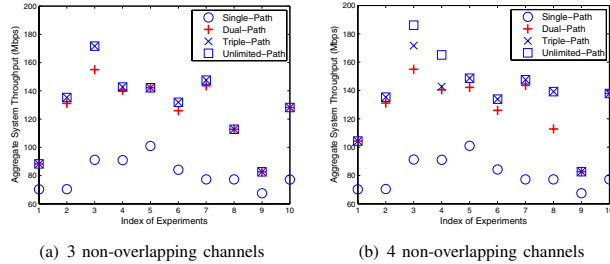 Aggregate System Throughput (Mbps)
200
180
160
140
120
100
80
60
1 2 3 4 5 6 7 8 9 10
Index of Experiments
Single−Path
Dual−Path
Triple−Path
Unlimited−Path
(a) 3 non-overlapping channels
Aggregate System Throughput (Mbps)
200
180
160
140
120
100
80
60
1 2 3 4 5 6 7 8 9 10
Index of Experiments
Single−Path
Dual−Path
Triple−Path
Unlimited−Path
(b) 4 non-overlapping channels